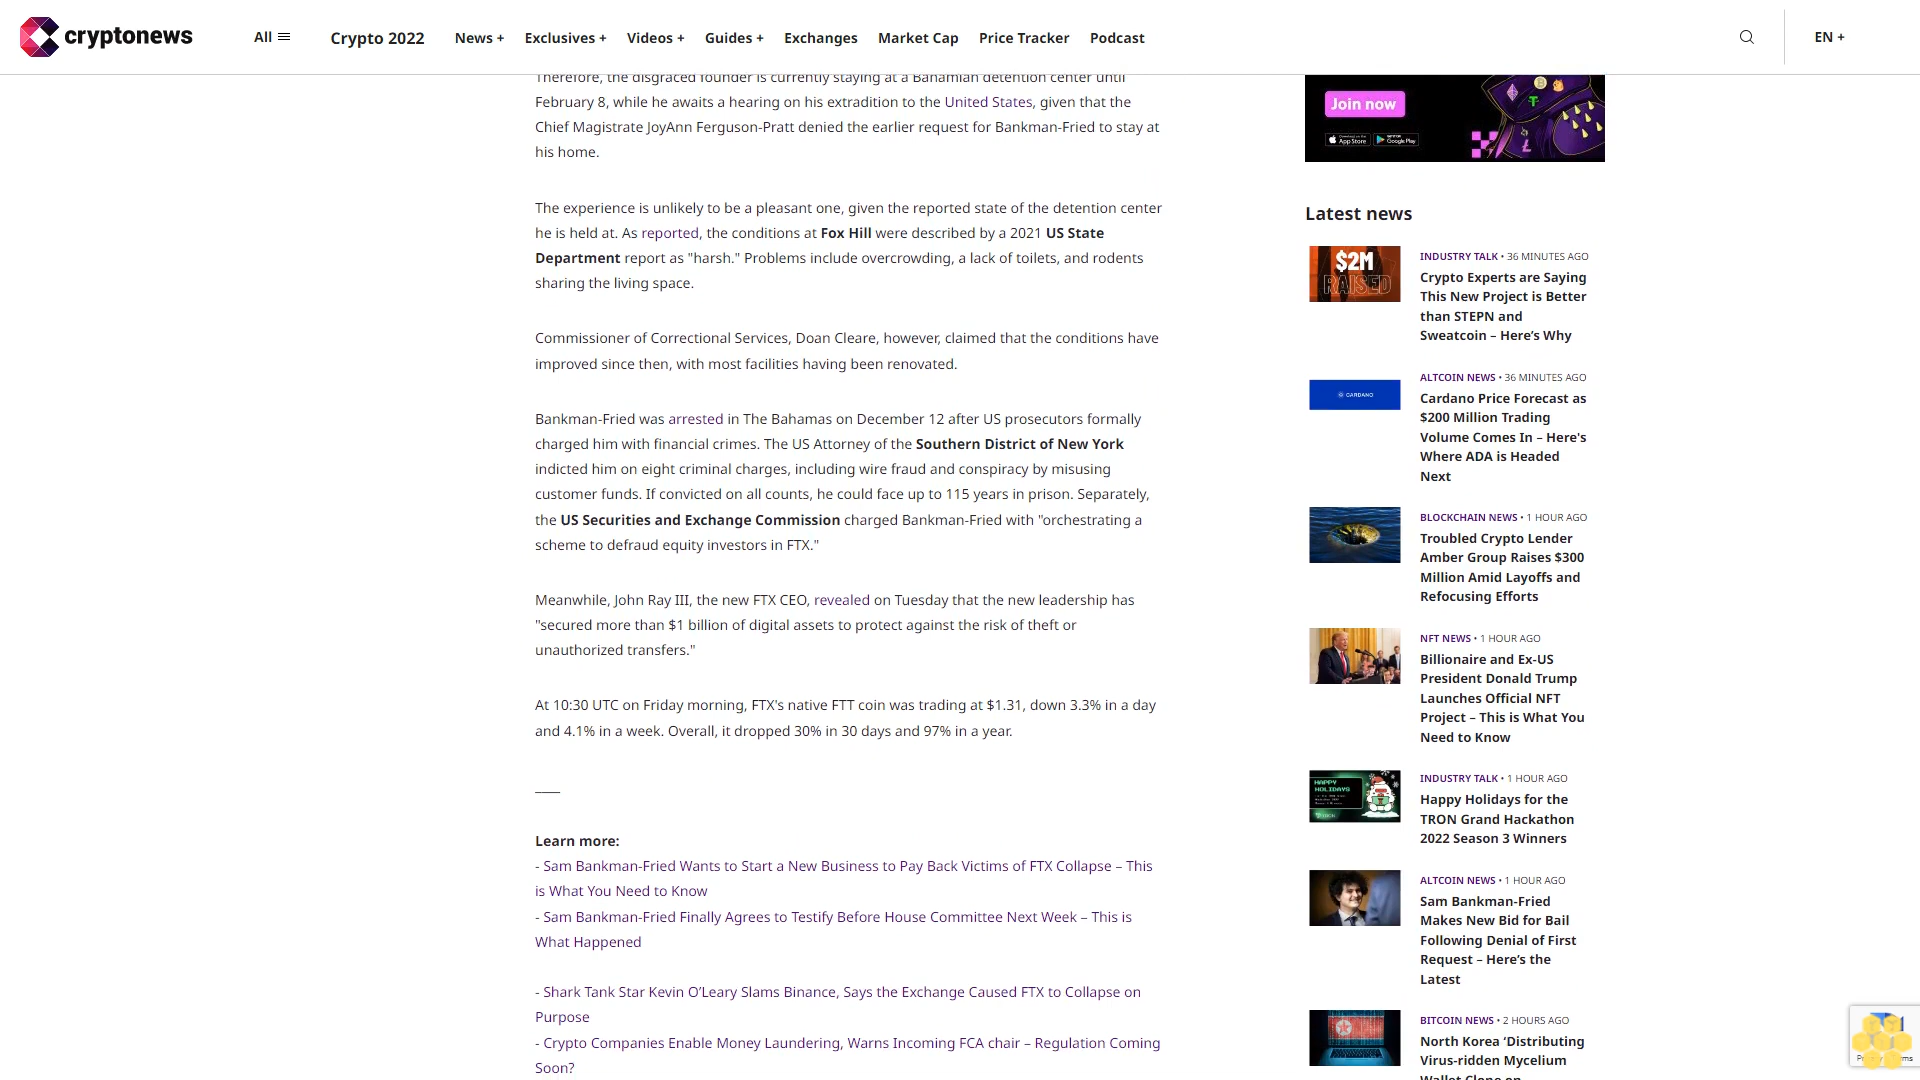 cryptonews
All
Crypto 2022
News +
Exclusives +
Videos +
Guides +
Exchanges
Market Cap
Price Tracker
Podcast
EN +
Therefore, the disgraced founder is currently staying at a Bahamian detention center until
February 8, while he awaits a hearing on his extradition to the United States, given that the
Chief Magistrate JoyAnn Ferguson-Pratt denied the earlier request for Bankman-Fried to stay at
his home.
The experience is unlikely to be a pleasant one, given the reported state of the detention center
he is held at. As reported, the conditions at Fox Hill were described by a 2021 US State
Department report as "harsh." Problems include overcrowding, a lack of toilets, and rodents
sharing the living space.
Commissioner of Correctional Services, Doan Cleare, however, claimed that the conditions have
improved since then, with most facilities having been renovated.
Bankman-Fried was arrested in The Bahamas on December 12 after US prosecutors formally
charged him with financial crimes. The US Attorney of the Southern District of New York
indicted him on eight criminal charges, including wire fraud and conspiracy by misusing
customer funds. If convicted on all counts, he could face up to 115 years in prison. Separately,
the US Securities and Exchange Commission charged Bankman-Fried with "orchestrating a
scheme to defraud equity investors in FTX."
Meanwhile, John Ray III, the new FTX CEO, revealed on Tuesday that the new leadership has
"secured more than $1 billion of digital assets to protect against the risk of theft or
unauthorized transfers."
At 10:30 UTC on Friday morning, FTX's native FTT coin was trading at $1.31, down 3.3% in a day
and 4.1% in a week. Overall, it dropped 30% in 30 days and 97% in a year.
____
Learn more:
- Sam Bankman-Fried Wants to Start a New Business to Pay Back Victims of FTX Collapse – This
is What You Need to Know
- Sam Bankman-Fried Finally Agrees to Testify Before House Committee Next Week – This is
What Happened
- Shark Tank Star Kevin O’Leary Slams Binance, Says the Exchange Caused FTX to Collapse on
Purpose
- Crypto Companies Enable Money Laundering, Warns Incoming FCA chair – Regulation Coming
Soon?
Join now
App Store
Google Play
Latest news
$2M
RAISED
INDUSTRY TALK • 36 MINUTES AGO
Crypto Experts are Saying
This New Project is Better
than STEPN and
Sweatcoin – Here’s Why
CARDANO
ALTCOIN NEWS • 36 MINUTES AGO
Cardano Price Forecast as
$200 Million Trading
Volume Comes In – Here's
Where ADA is Headed
Next
BLOCKCHAIN NEWS • 1 HOUR AGO
Troubled Crypto Lender
Amber Group Raises $300
Million Amid Layoffs and
Refocusing Efforts
NFT NEWS • 1 HOUR AGO
Billionaire and Ex-US
President Donald Trump
Launches Official NFT
Project – This is What You
Need to Know
HAPPY
HOLIDAYS
INDUSTRY TALK • 1 HOUR AGO
Happy Holidays for the
TRON Grand Hackathon
2022 Season 3 Winners
ALTCOIN NEWS • 1 HOUR AGO
Sam Bankman-Fried
Makes New Bid for Bail
Following Denial of First
Request – Here’s the
Latest
BITCOIN NEWS • 2 HOURS AGO
North Korea ‘Distributing
Virus-ridden Mycelium
Wallet Clone on